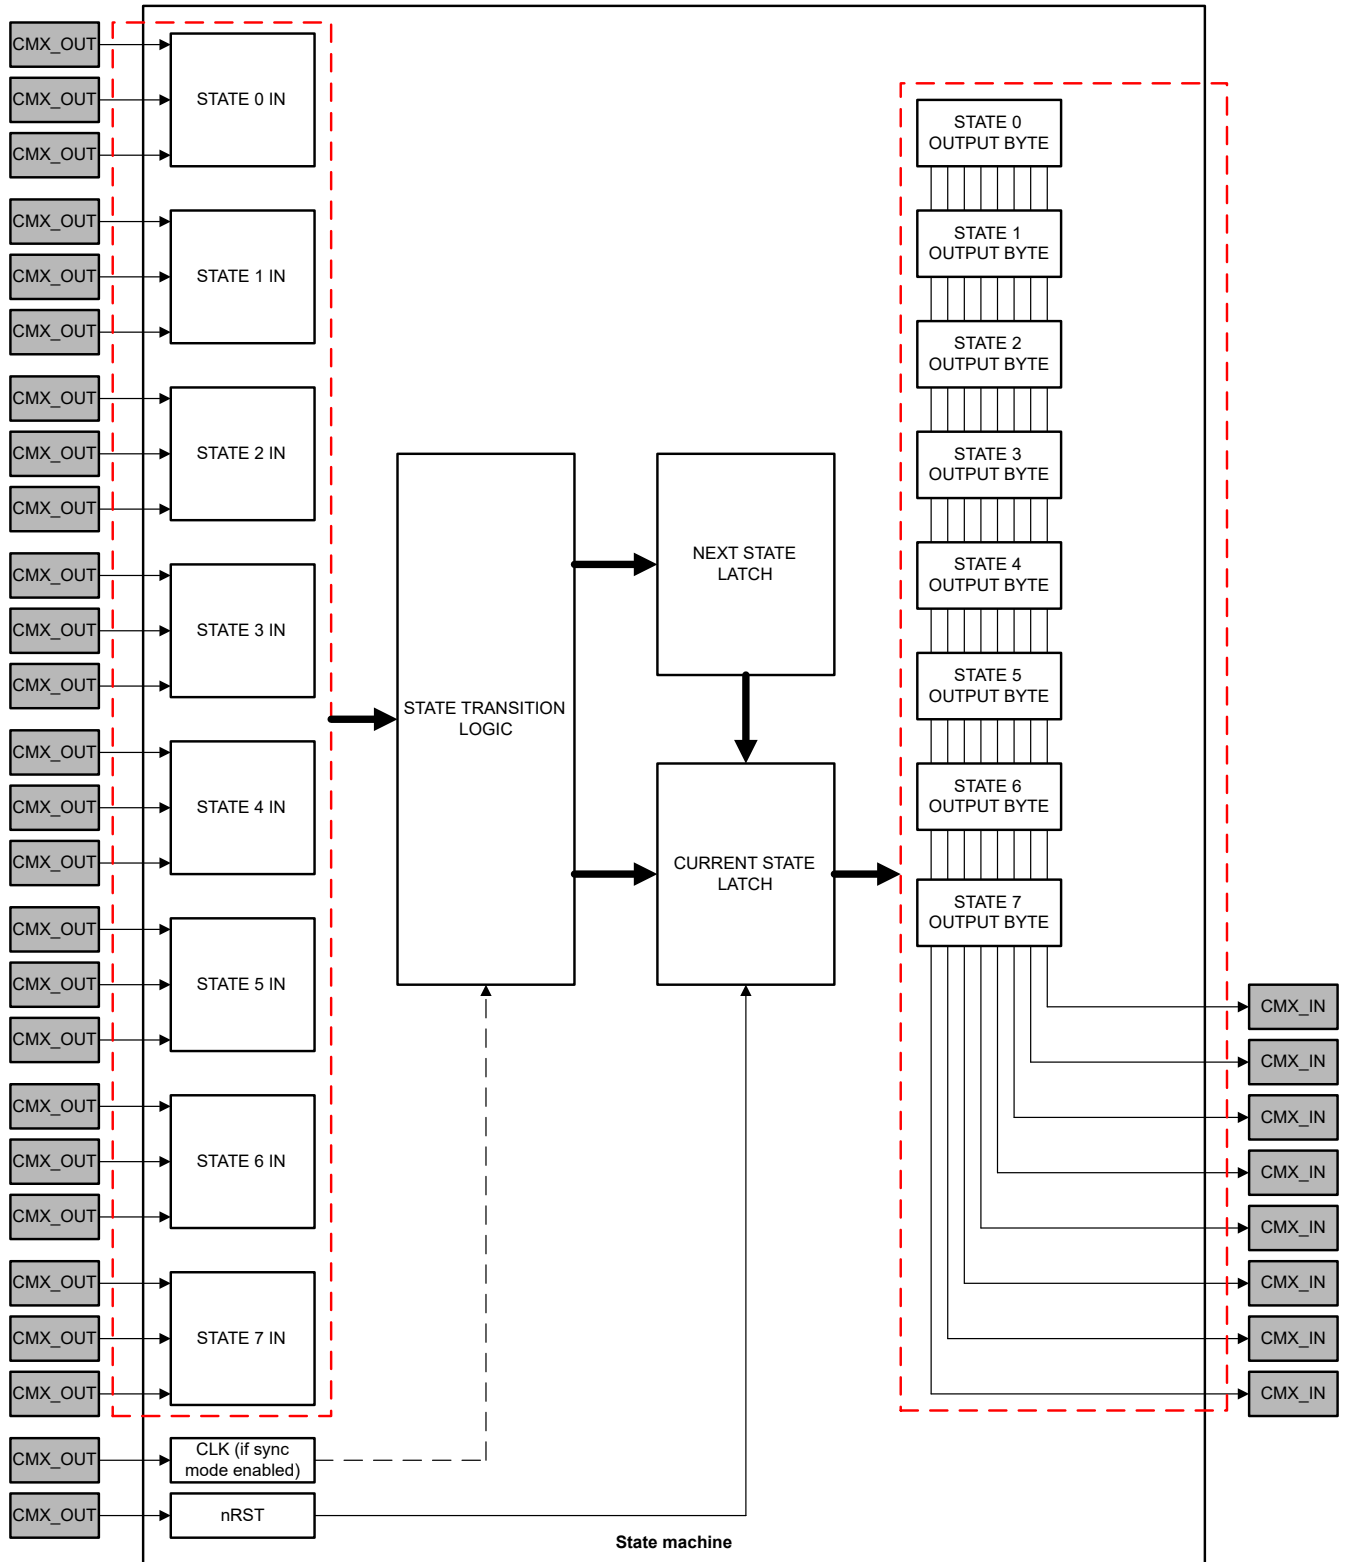 CMX_OUT
CMX_OUT
STATE 0 IN
CMX_OUT
CMX_OUT
CMX_OUT
STATE 1 IN
CMX_OUT
CMX_OUT
CMX_OUT
STATE 2 IN
CMX_OUT
CMX_OUT
CMX_OUT
STATE 3 IN
CMX_OUT
CMX_OUT
CMX_OUT
STATE 4 IN
CMX_OUT
CMX_OUT
CMX_OUT
STATE 5 IN
CMX_OUT
CMX_OUT
CMX_OUT
STATE 6 IN
CMX_OUT
CMX_OUT
CMX_OUT
STATE 7 IN
CMX_OUT
CMX_OUT
CLK (if sync
mode enabled)
CMX_OUT
nRST
STATE TRANSITION
LOGIC
NEXT STATE
LATCH
CURRENT STATE
LATCH
STATE 0
OUTPUT BYTE
STATE 1
OUTPUT BYTE
STATE 2
OUTPUT BYTE
STATE 3
OUTPUT BYTE
STATE 4
OUTPUT BYTE
STATE 5
OUTPUT BYTE
STATE 6
OUTPUT BYTE
STATE 7
OUTPUT BYTE
CMX_IN
CMX_IN
CMX_IN
CMX_IN
CMX_IN
CMX_IN
CMX_IN
CMX_IN
State machine